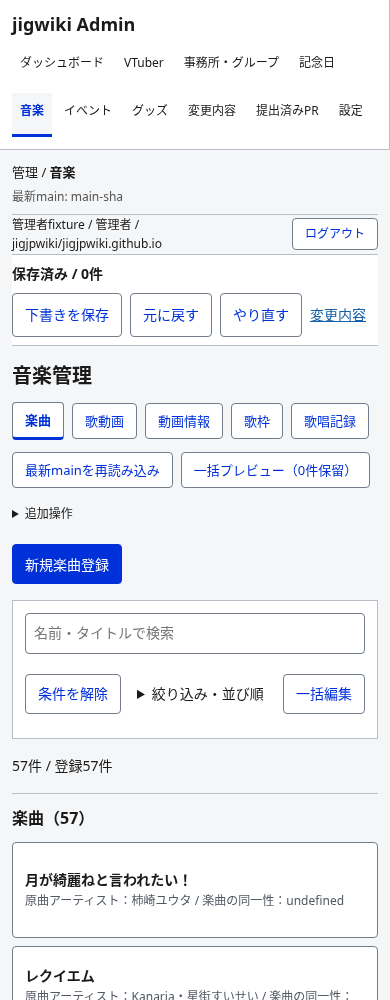 jigwiki Admin
ダッシュボード VTuber 事務所・グループ 記念日
音楽 イベント グッズ 変更内容 提出済みPR 設定
管理 / 音楽
最新main: main-sha
管理者fixture / 管理者 /
jigjpwiki/jigjpwiki.github.io
ログアウト
保存済み / 0件
下書きを保存 元に戻す やり直す 変更内容
音楽管理
楽曲 歌動画 動画情報 歌枠 歌唱記録
最新mainを再読み込み 一括プレビュー（0件保留）
▶ 追加操作
新規楽曲登録
名前・タイトルで検索
条件を解除 ▶ 絞り込み・並び順 一括編集
57件 / 登録57件
楽曲（57）
月が綺麗ねと言われたい！
原曲アーティスト：柿崎ユウタ / 楽曲の同一性：undefined
レクイエム
原曲アーティスト：Kanaria・星街すいせい / 楽曲の同一性：